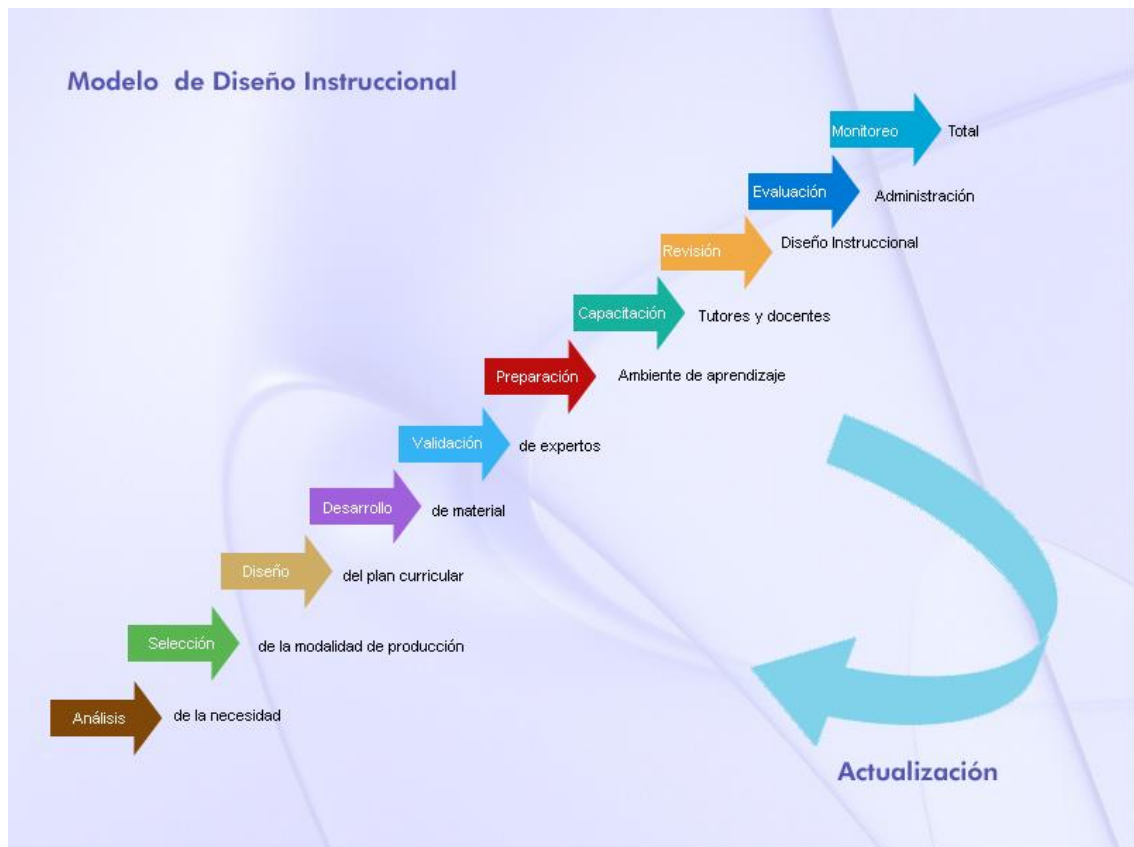 Modelo de Diseño Instruccional
Monitoreo Total
Evaluación Administración
Revisión Diseño Instruccional
Capacitación Tutores y docentes
Preparación Ambiente de aprendizaje
Validación de expertos
Desarrollo de material
Diseño del plan curricular
Selección de la modalidad de producción
Análisis de la necesidad
Actualización